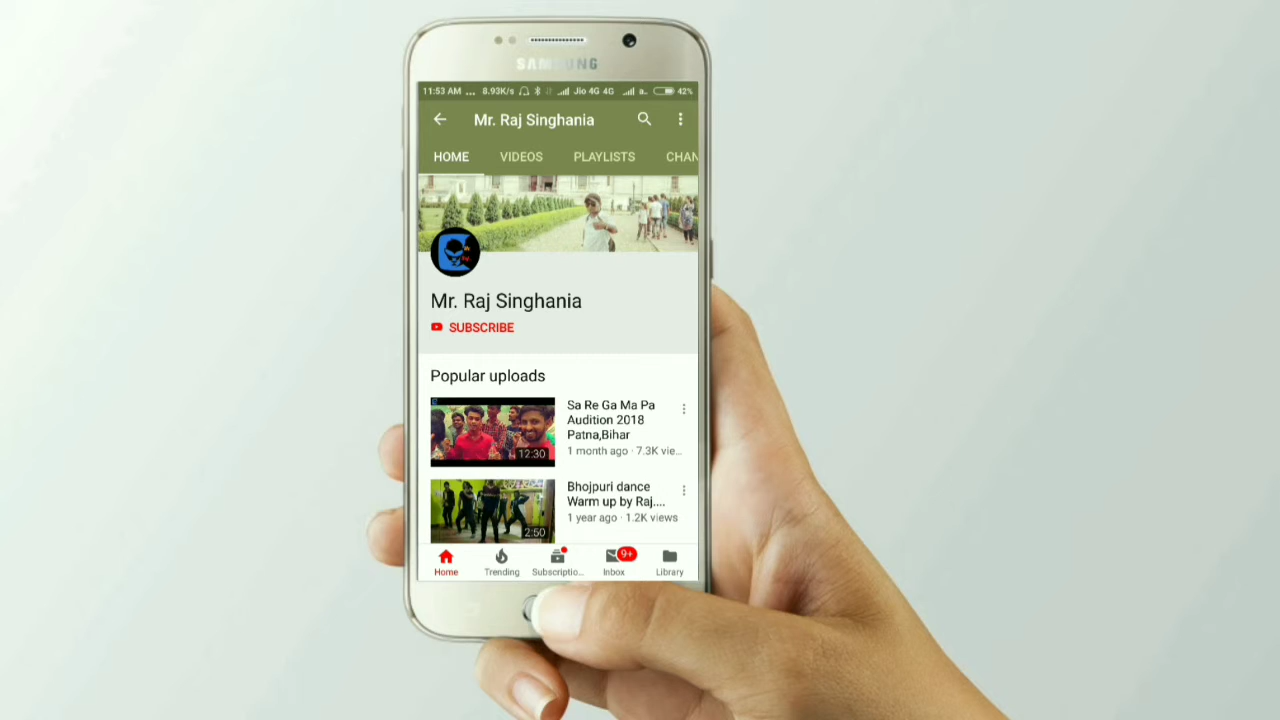 SAMSUNG
11:53 AM ... 8.93K/s Jio 4G 4G a.. 42%
Mr. Raj Singhania
HOME VIDEOS PLAYLISTS CHAN
Mr. Raj Singhania
SUBSCRIBE
Popular uploads
Sa Re Ga Ma Pa
Audition 2018
Patna,Bihar
1 month ago · 7.3K vie...
12:30
Bhojpuri dance
Warm up by Raj....
1 year ago · 1.2K views
2:50
9+
Home Trending Subscriptio... Inbox Library